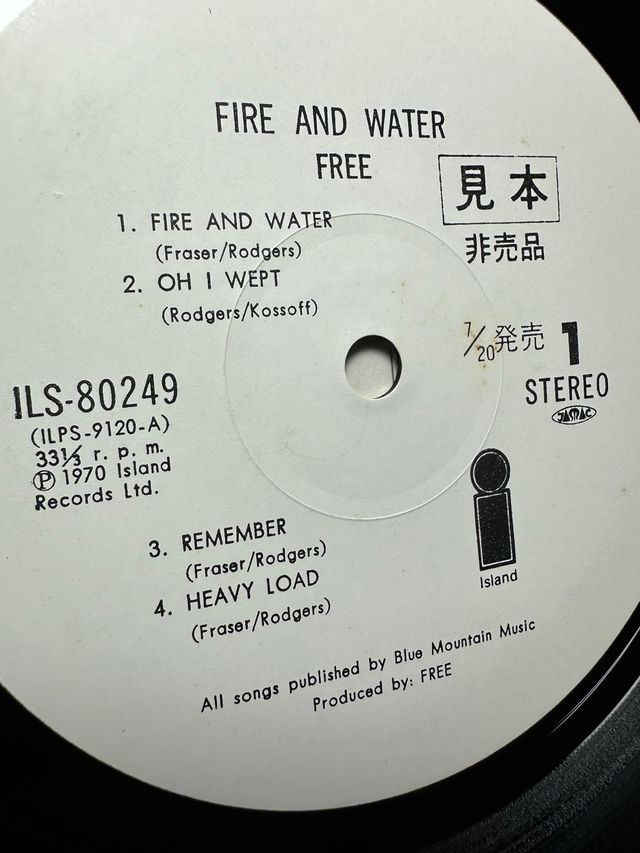 FIRE AND WATER
FREE
見本
非売品
1. FIRE AND WATER
(Fraser/Rodgers)
2. OH I WEPT
(Rodgers/Kossoff)
7/20発売
1
STEREO
JASRAC
ILS-80249
(ILPS-9120-A)
33⅓ r. p. m.
Ⓟ 1970 Island
Records Ltd.
3. REMEMBER
(Fraser/Rodgers)
4. HEAVY LOAD
(Fraser/Rodgers)
Island
All songs published by Blue Mountain Music
Produced by: FREE